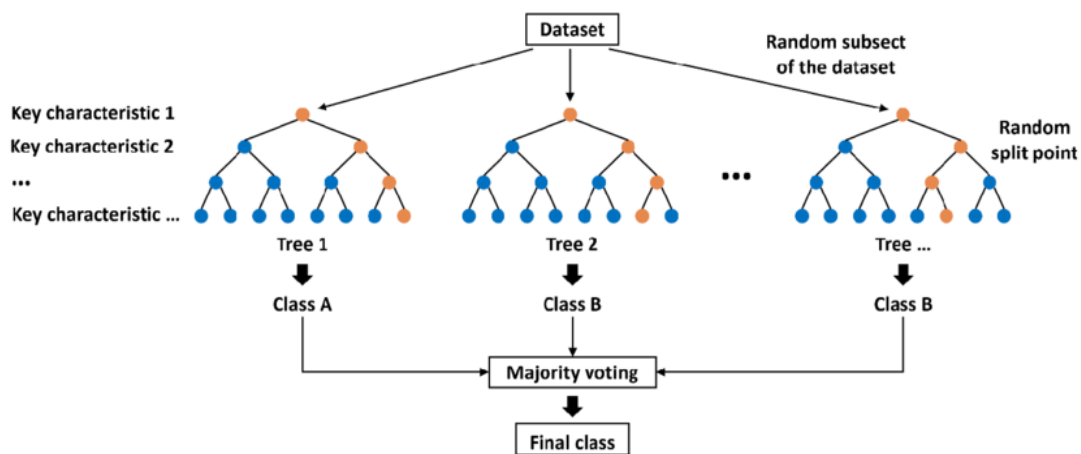 Dataset
Random subsect
of the dataset
Key characteristic 1
Key characteristic 2
...
Key characteristic ...
Random
split point
...
Tree 1
Tree 2
Tree ...
Class A
Class B
Class B
Majority voting
Final class